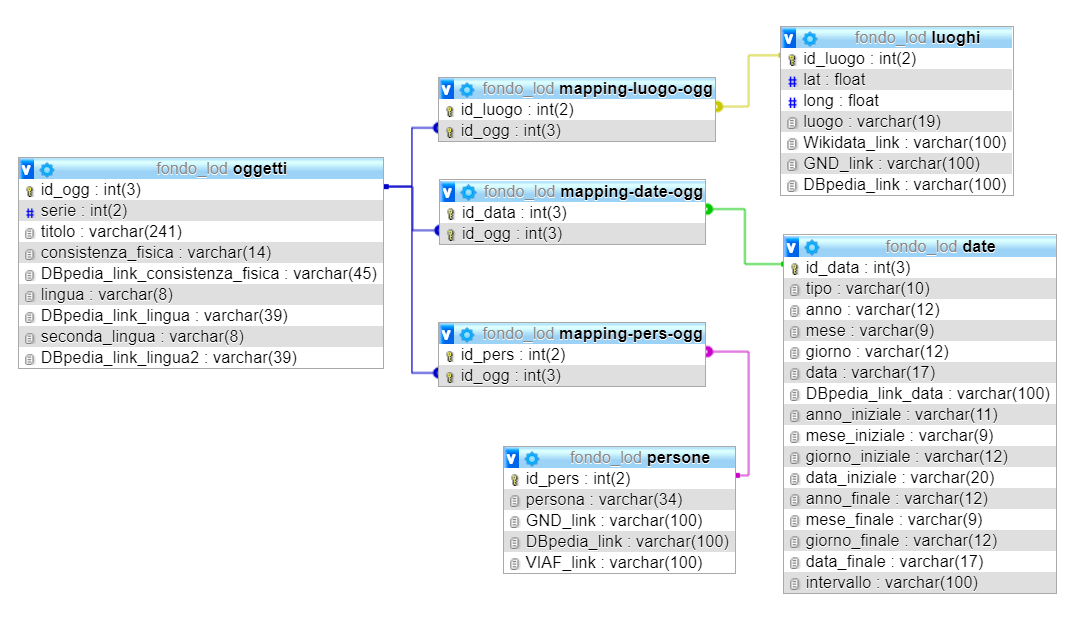 fondo_lod oggetti
id_ogg : int(3)
# serie : int(2)
titolo : varchar(241)
consistenza_fisica : varchar(14)
DBpedia_link_consistenza_fisica : varchar(45)
lingua : varchar(8)
DBpedia_link_lingua : varchar(39)
seconda_lingua : varchar(8)
DBpedia_link_lingua2 : varchar(39)
fondo_lod mapping-luogo-ogg
id_luogo : int(2)
id_ogg : int(3)
fondo_lod mapping-date-ogg
id_data : int(3)
id_ogg : int(3)
fondo_lod mapping-pers-ogg
id_pers : int(2)
id_ogg : int(3)
fondo_lod persone
id_pers : int(2)
persona : varchar(34)
GND_link : varchar(100)
DBpedia_link : varchar(100)
VIAF_link : varchar(100)
fondo_lod luoghi
id_luogo : int(2)
# lat : float
# long : float
luogo : varchar(19)
Wikidata_link : varchar(100)
GND_link : varchar(100)
DBpedia_link : varchar(100)
fondo_lod date
id_data : int(3)
tipo : varchar(10)
anno : varchar(12)
mese : varchar(9)
giorno : varchar(12)
data : varchar(17)
DBpedia_link_data : varchar(100)
anno_iniziale : varchar(11)
mese_iniziale : varchar(9)
giorno_iniziale : varchar(12)
data_iniziale : varchar(20)
anno_finale : varchar(12)
mese_finale : varchar(9)
giorno_finale : varchar(12)
data_finale : varchar(17)
intervallo : varchar(100)